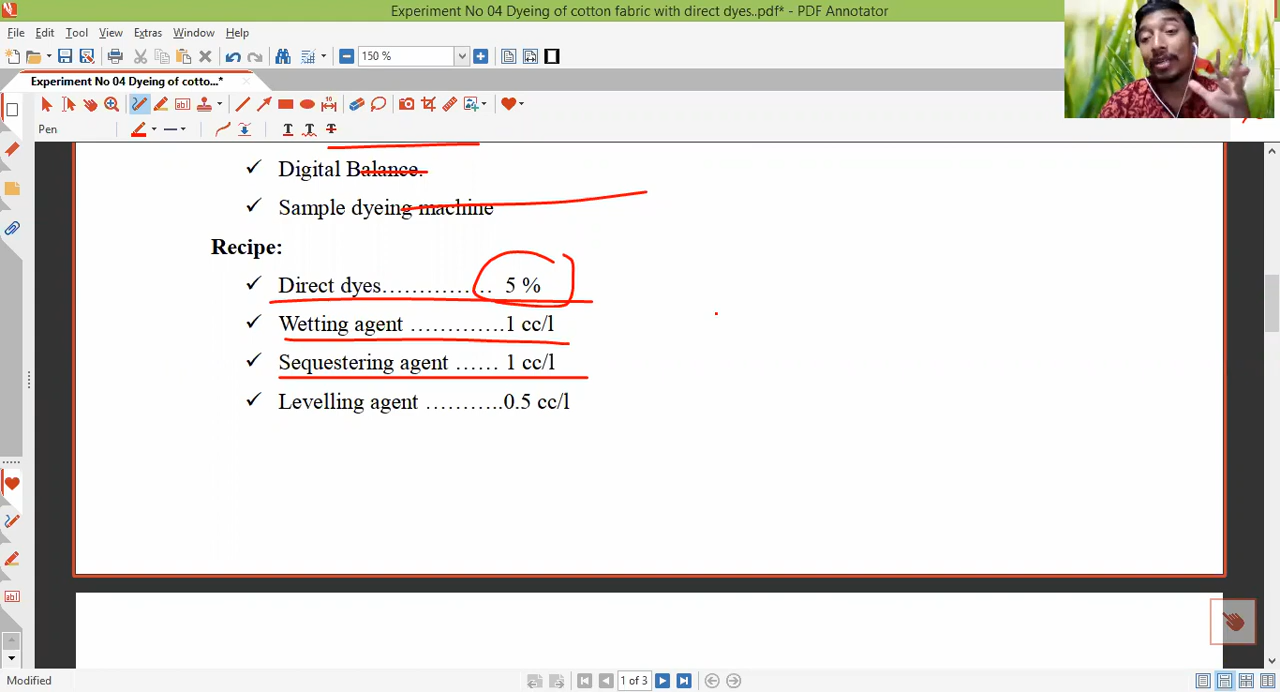 Experiment No 04 Dyeing of cotton fabric with direct dyes..pdf* - PDF Annotator
File Edit Tool View Extras Window Help
150 %
Experiment No 04 Dyeing of cotto...*
Pen
✓ Digital Balance.
✓ Sample dyeing machine
Recipe:
✓ Direct dyes…………… 5 %
✓ Wetting agent ………….1 cc/l
✓ Sequestering agent …… 1 cc/l
✓ Levelling agent ………..0.5 cc/l
1 of 3
Modified